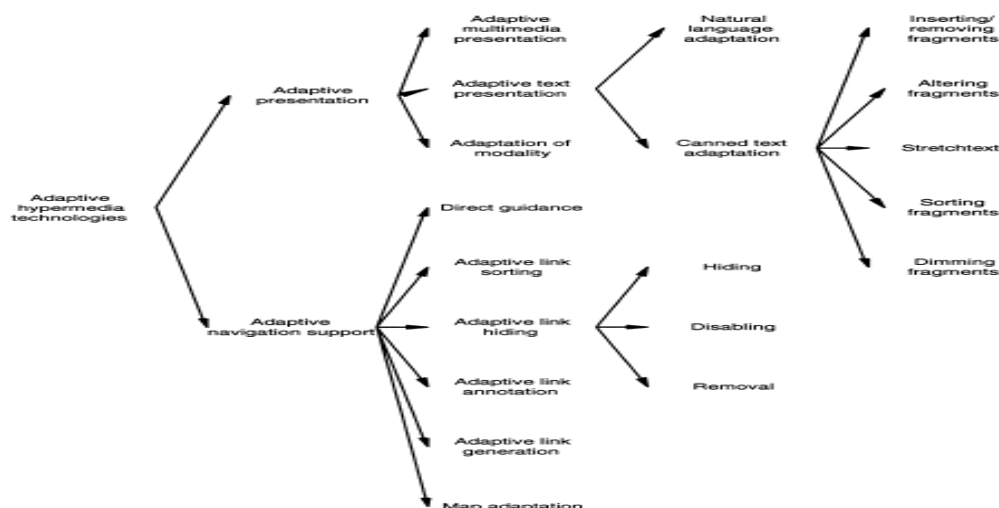 Adaptive
hypermedia
technologies
Adaptive
presentation
Adaptive
navigation support
Adaptive
multimedia
presentation
Adaptive text
presentation
Adaptation of
modality
Direct guidance
Adaptive link
sorting
Adaptive link
hiding
Adaptive link
annotation
Adaptive link
generation
Map adaptation
Natural
language
adaptation
Canned text
adaptation
Hiding
Disabling
Removal
Inserting/
removing
fragments
Altering
fragments
Stretchtext
Sorting
fragments
Dimming
fragments